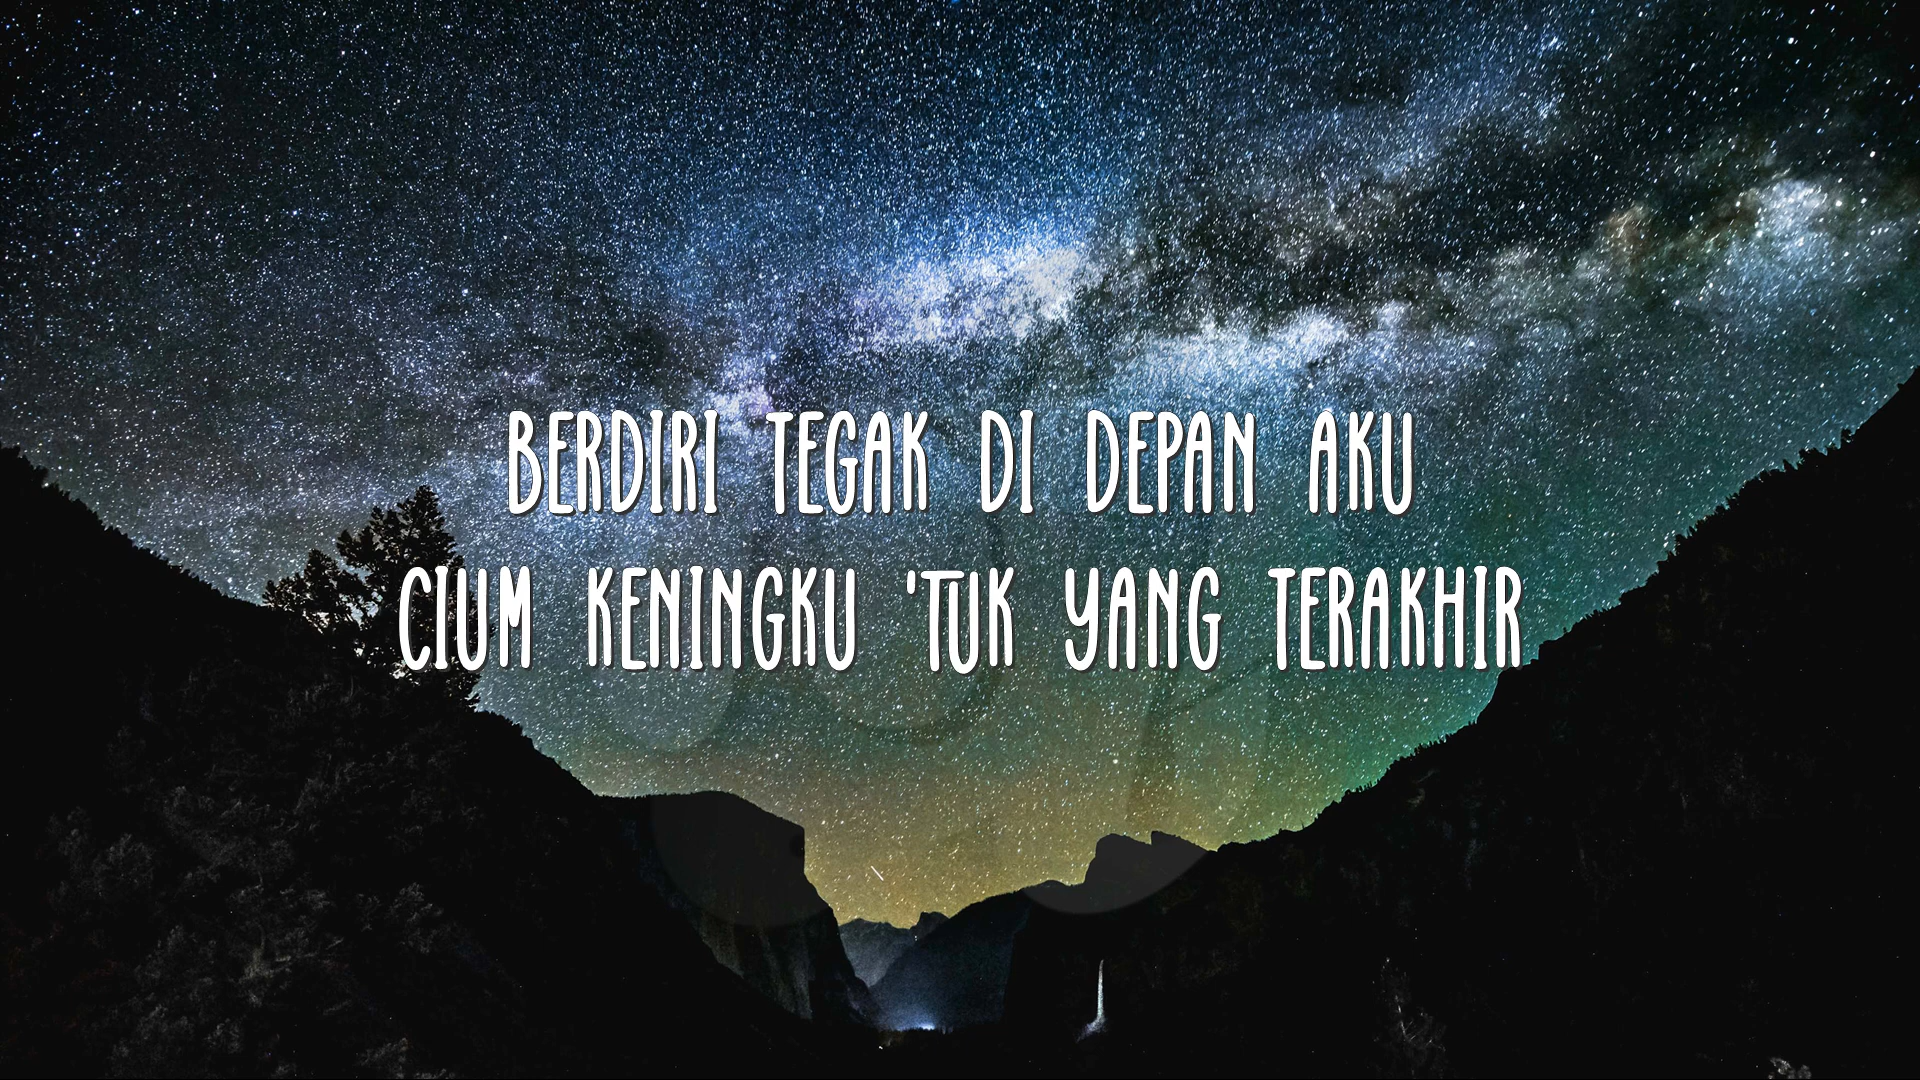 BERDIRI TEGAK DI DEPAN AKU
CIUM KENINGKU 'TUK YANG TERAKHIR